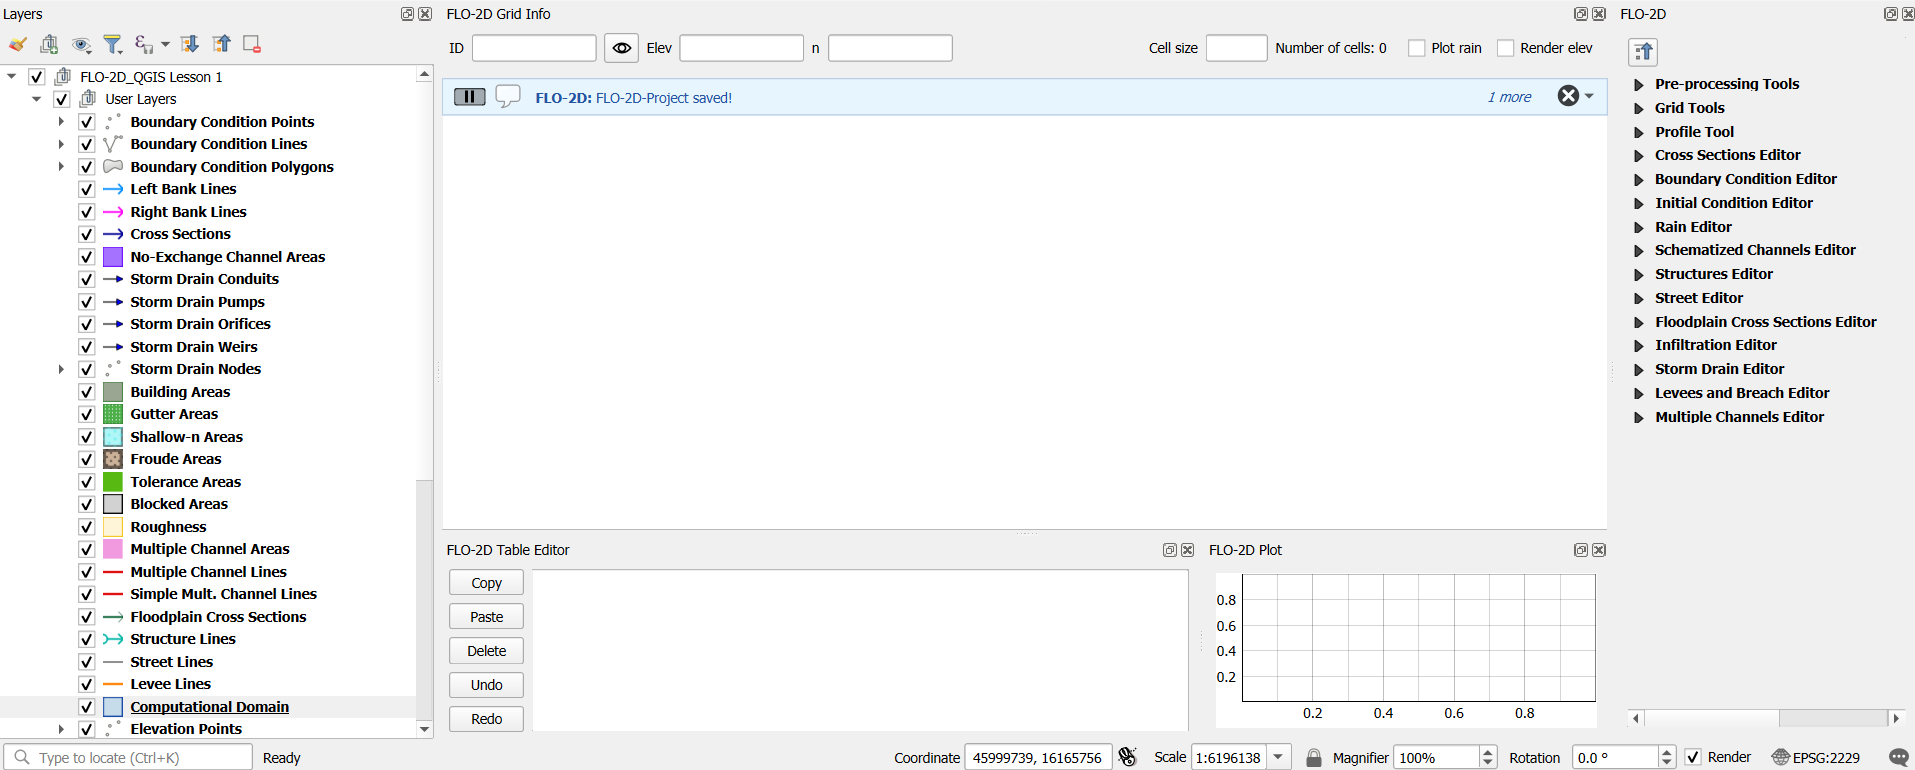 Layers
FLO-2D_QGIS Lesson 1
User Layers
Boundary Condition Points
Boundary Condition Lines
Boundary Condition Polygons
Left Bank Lines
Right Bank Lines
Cross Sections
No-Exchange Channel Areas
Storm Drain Conduits
Storm Drain Pumps
Storm Drain Orifices
Storm Drain Weirs
Storm Drain Nodes
Building Areas
Gutter Areas
Shallow-n Areas
Froude Areas
Tolerance Areas
Blocked Areas
Roughness
Multiple Channel Areas
Multiple Channel Lines
Simple Mult. Channel Lines
Floodplain Cross Sections
Structure Lines
Street Lines
Levee Lines
Computational Domain
Elevation Points
FLO-2D Grid Info
ID Elev n Cell size Number of cells: 0 Plot rain Render elev
FLO-2D: FLO-2D-Project saved! 1 more
FLO-2D Table Editor
Copy
Paste
Delete
Undo
Redo
FLO-2D Plot
0.8
0.6
0.4
0.2
0.2 0.4 0.6 0.8
FLO-2D
Pre-processing Tools
Grid Tools
Profile Tool
Cross Sections Editor
Boundary Condition Editor
Initial Condition Editor
Rain Editor
Schematized Channels Editor
Structures Editor
Street Editor
Floodplain Cross Sections Editor
Infiltration Editor
Storm Drain Editor
Levees and Breach Editor
Multiple Channels Editor
Type to locate (Ctrl+K) Ready Coordinate 45999739, 16165756 Scale 1:6196138 Magnifier 100% Rotation 0.0 ° Render EPSG:2229